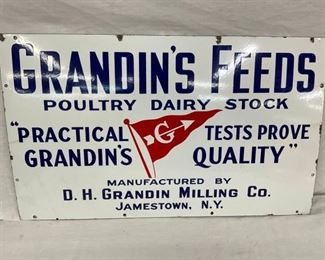 GRANDIN'S FEEDS
POULTRY DAIRY STOCK
"PRACTICAL G TESTS PROVE
GRANDIN'S QUALITY"
MANUFACTURED BY
D. H. GRANDIN MILLING CO.
JAMESTOWN, N.Y.